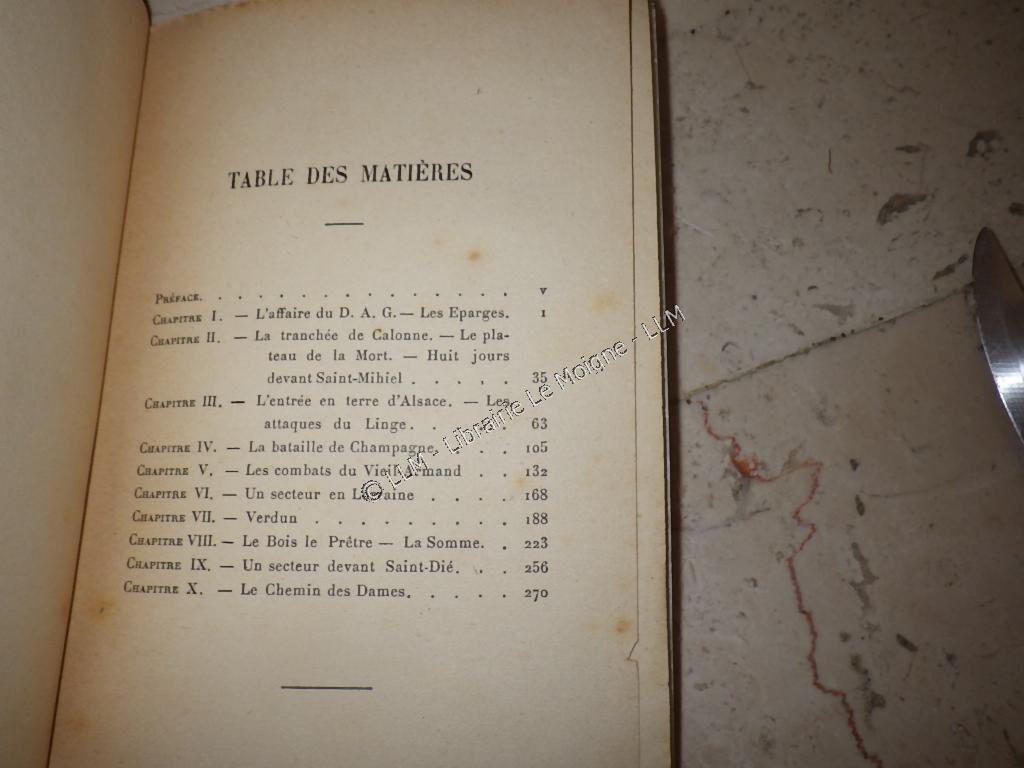 TABLE DES MATIÈRES
PRÉFACE. . . . . . . . . . . . . v
CHAPITRE I. — L'affaire du D. A. G. — Les Eparges. 1
CHAPITRE II. — La tranchée de Calonne. — Le pla-
teau de la Mort. — Huit jours
devant Saint-Mihiel . . . . . 35
CHAPITRE III. — L'entrée en terre d'Alsace. — Les
attaques du Linge. . . . . 63
CHAPITRE IV. — La bataille de Champagne. . . . 105
CHAPITRE V. — Les combats du Vieil Armand . . 132
CHAPITRE VI. — Un secteur en Lorraine . . . . 168
CHAPITRE VII. — Verdun . . . . . . . . . 188
CHAPITRE VIII. — Le Bois le Prêtre — La Somme. . 223
CHAPITRE IX. — Un secteur devant Saint-Dié. . . 256
CHAPITRE X. — Le Chemin des Dames. . . . . 270
© LLM - Librairie Le Moigne - LLM